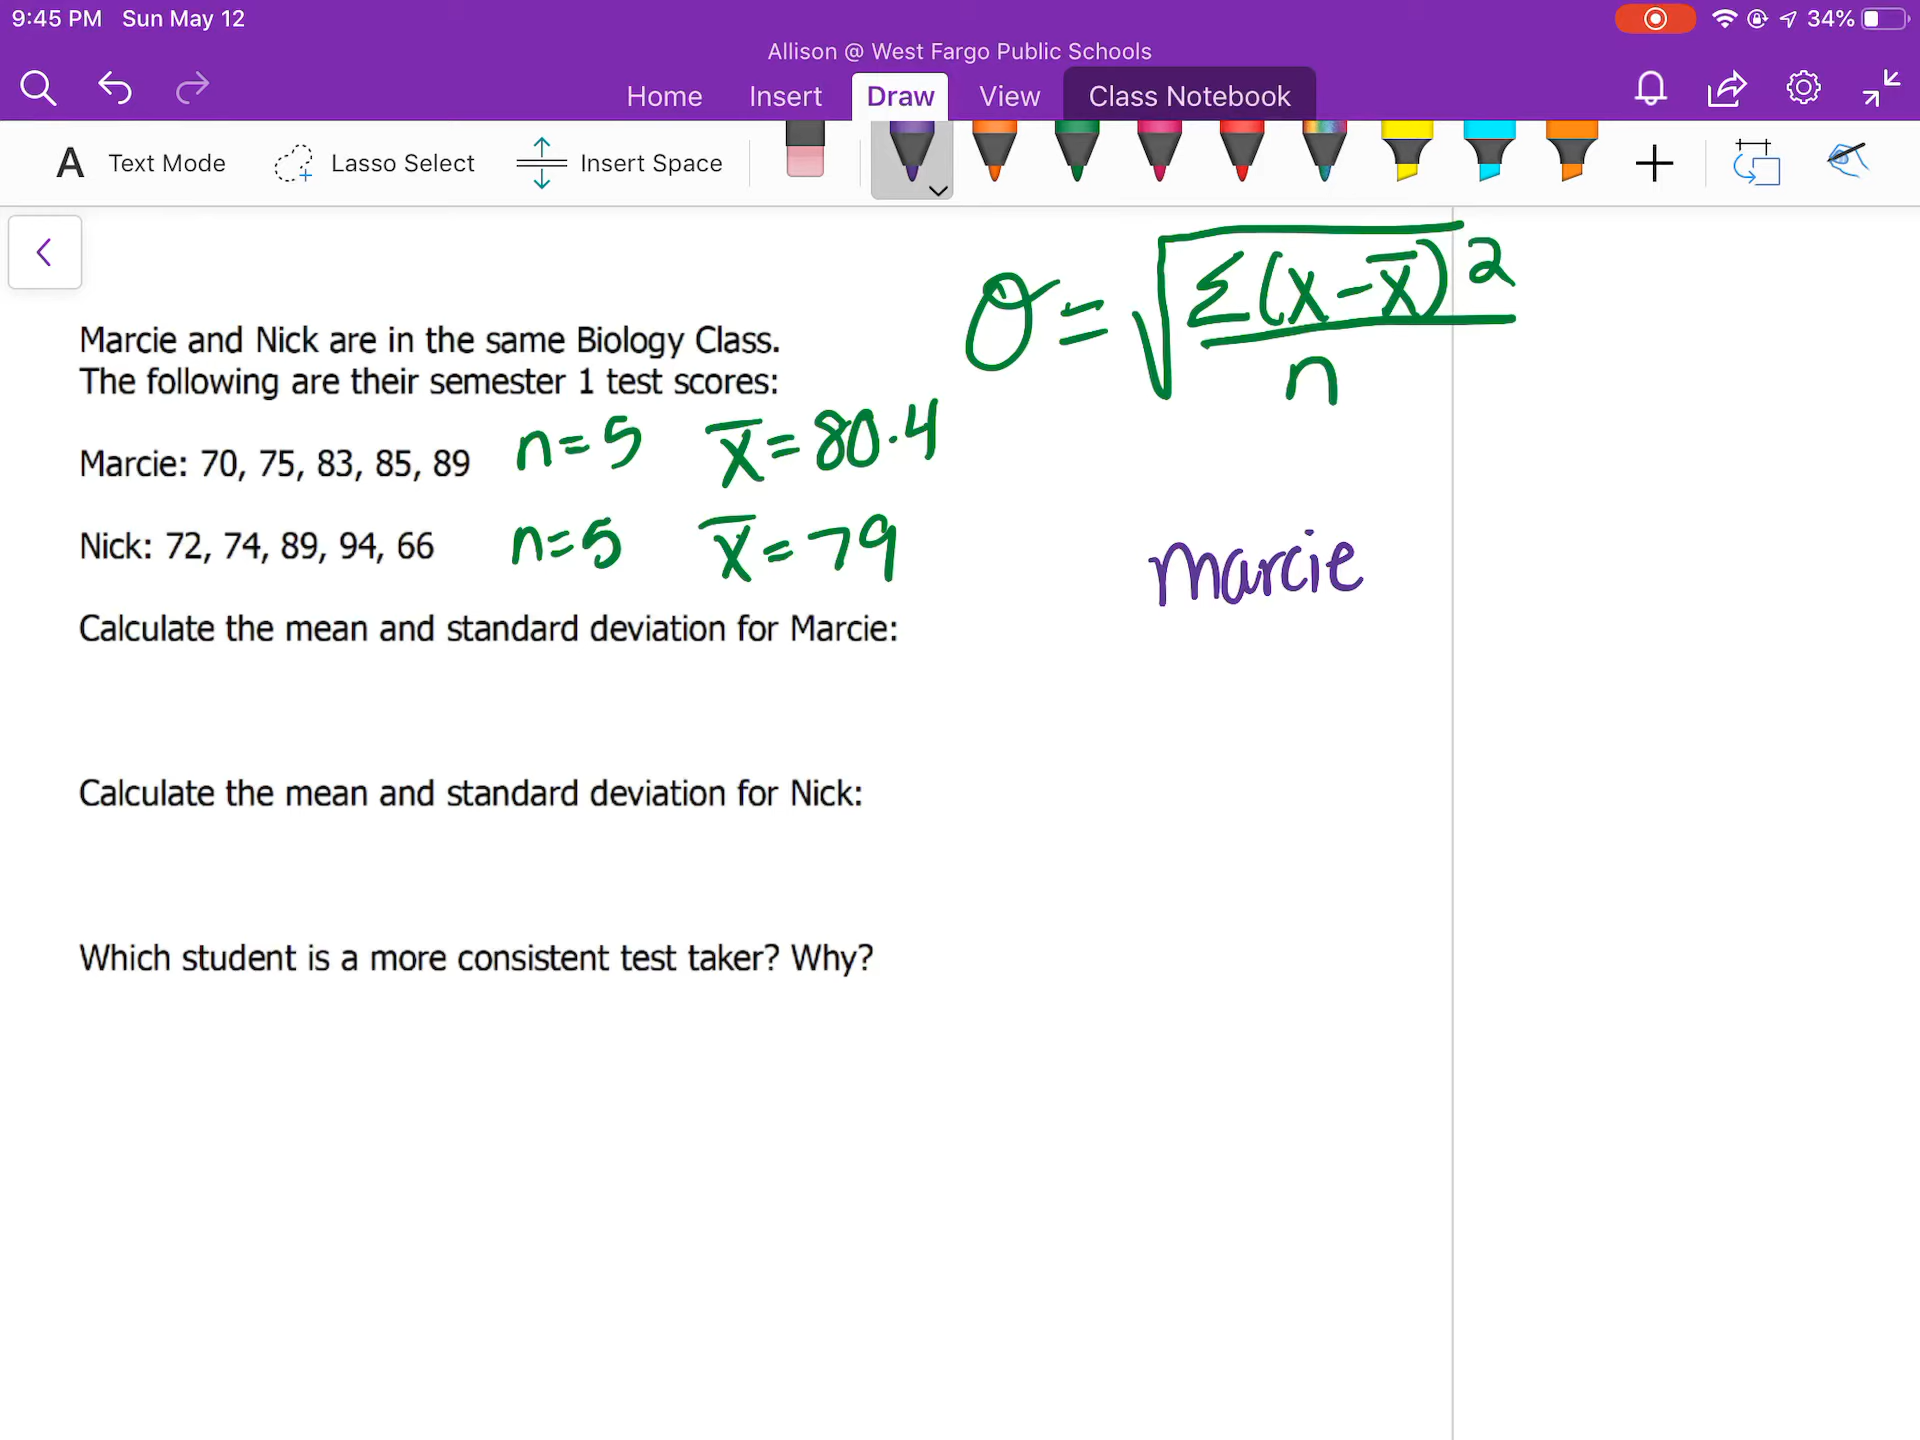 9:45 PM Sun May 12
34%
Allison @ West Fargo Public Schools
Home Insert Draw View Class Notebook
A Text Mode Lasso Select Insert Space
σ = √Σ(x - x̄)²
n
Marcie and Nick are in the same Biology Class.
The following are their semester 1 test scores:
Marcie: 70, 75, 83, 85, 89 n = 5 x̄ = 80.4
Nick: 72, 74, 89, 94, 66 n = 5 x̄ = 79
marcie
Calculate the mean and standard deviation for Marcie:
Calculate the mean and standard deviation for Nick:
Which student is a more consistent test taker? Why?